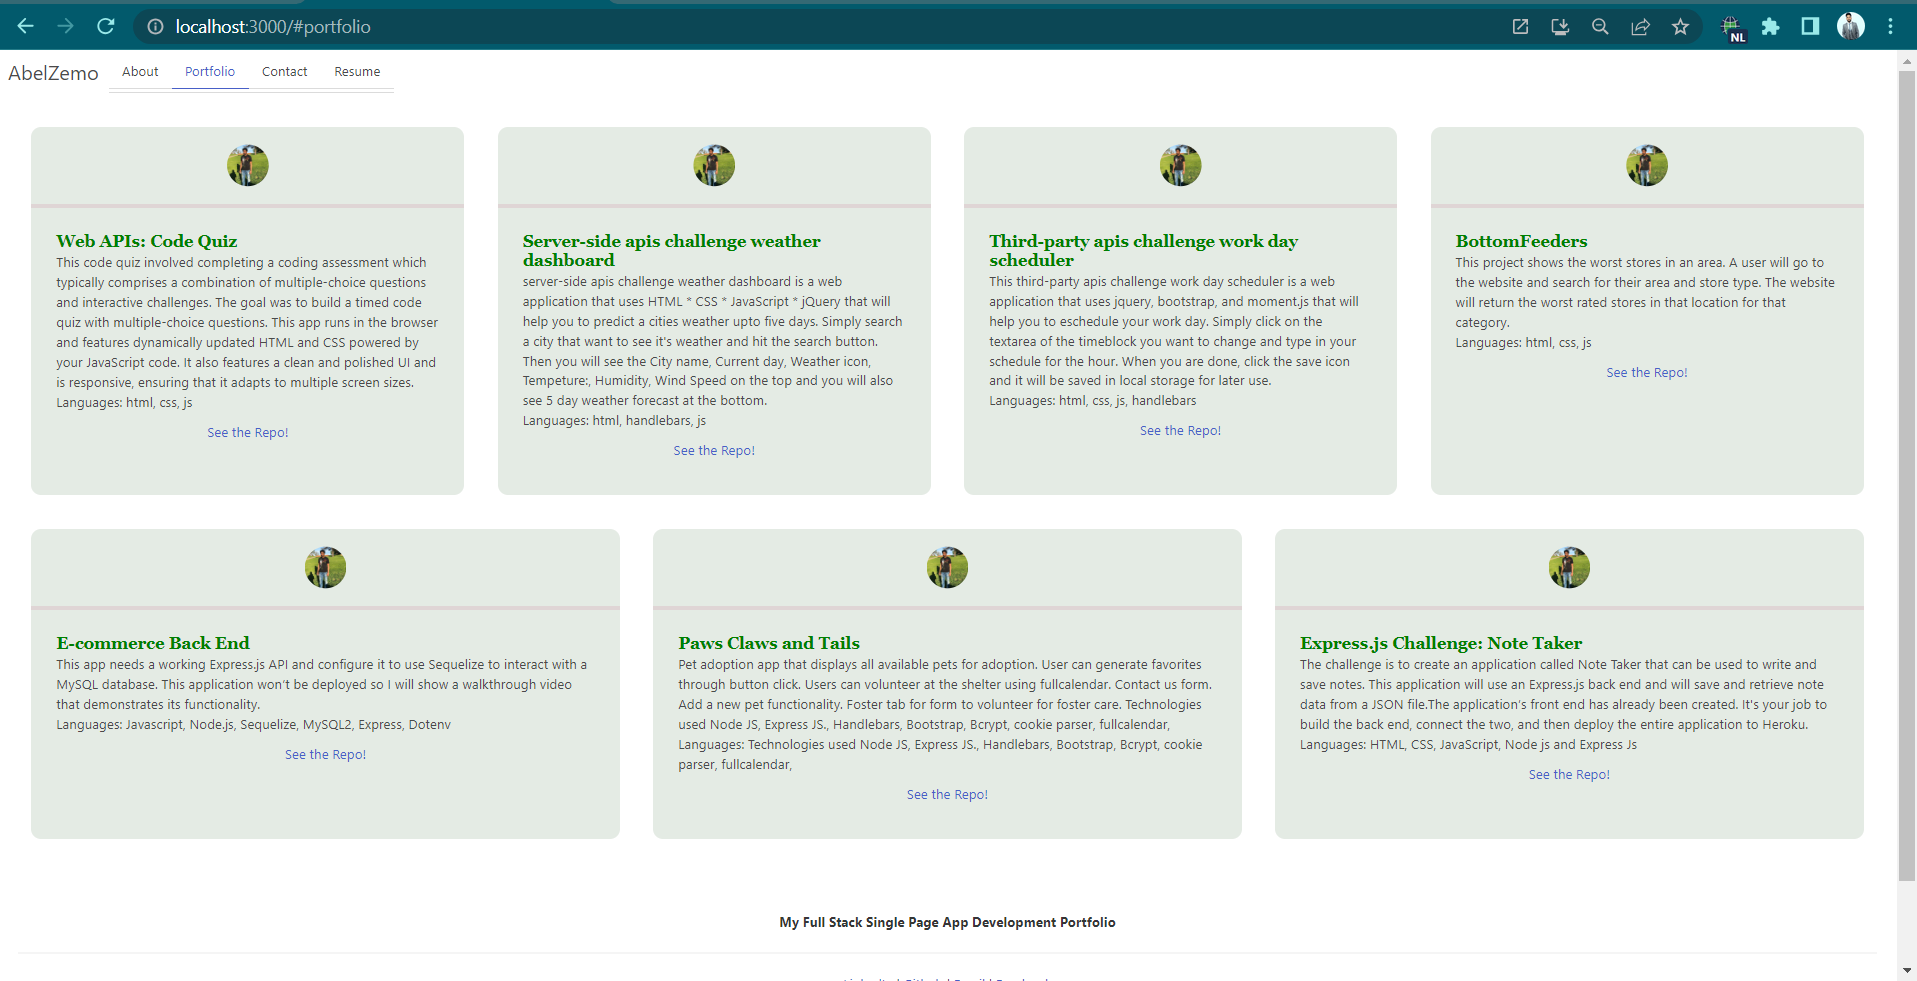 localhost:3000/#portfolio
NL
AbelZemo About Portfolio Contact Resume
Web APIs: Code Quiz
This code quiz involved completing a coding assessment which
typically comprises a combination of multiple-choice questions
and interactive challenges. The goal was to build a timed code
quiz with multiple-choice questions. This app runs in the browser
and features dynamically updated HTML and CSS powered by
your JavaScript code. It also features a clean and polished UI and
is responsive, ensuring that it adapts to multiple screen sizes.
Languages: html, css, js
See the Repo!
Server-side apis challenge weather
dashboard
server-side apis challenge weather dashboard is a web
application that uses HTML * CSS * JavaScript * jQuery that will
help you to predict a cities weather upto five days. Simply search
a city that want to see it's weather and hit the search button.
Then you will see the City name, Current day, Weather icon,
Tempeture:, Humidity, Wind Speed on the top and you will also
see 5 day weather forecast at the bottom.
Languages: html, handlebars, js
See the Repo!
Third-party apis challenge work day
scheduler
This third-party apis challenge work day scheduler is a web
application that uses jquery, bootstrap, and moment.js that will
help you to eschedule your work day. Simply click on the
textarea of the timeblock you want to change and type in your
schedule for the hour. When you are done, click the save icon
and it will be saved in local storage for later use.
Languages: html, css, js, handlebars
See the Repo!
BottomFeeders
This project shows the worst stores in an area. A user will go to
the website and search for their area and store type. The website
will return the worst rated stores in that location for that
category.
Languages: html, css, js
See the Repo!
E-commerce Back End
This app needs a working Express.js API and configure it to use Sequelize to interact with a
MySQL database. This application won't be deployed so I will show a walkthrough video
that demonstrates its functionality.
Languages: Javascript, Node.js, Sequelize, MySQL2, Express, Dotenv
See the Repo!
Paws Claws and Tails
Pet adoption app that displays all available pets for adoption. User can generate favorites
through button click. Users can volunteer at the shelter using fullcalendar. Contact us form.
Add a new pet functionality. Foster tab for form to volunteer for foster care. Technologies
used Node JS, Express JS., Handlebars, Bootstrap, Bcrypt, cookie parser, fullcalendar,
Languages: Technologies used Node JS, Express JS., Handlebars, Bootstrap, Bcrypt, cookie
parser, fullcalendar,
See the Repo!
Express.js Challenge: Note Taker
The challenge is to create an application called Note Taker that can be used to write and
save notes. This application will use an Express.js back end and will save and retrieve note
data from a JSON file.The application's front end has already been created. It's your job to
build the back end, connect the two, and then deploy the entire application to Heroku.
Languages: HTML, CSS, JavaScript, Node js and Express Js
See the Repo!
My Full Stack Single Page App Development Portfolio